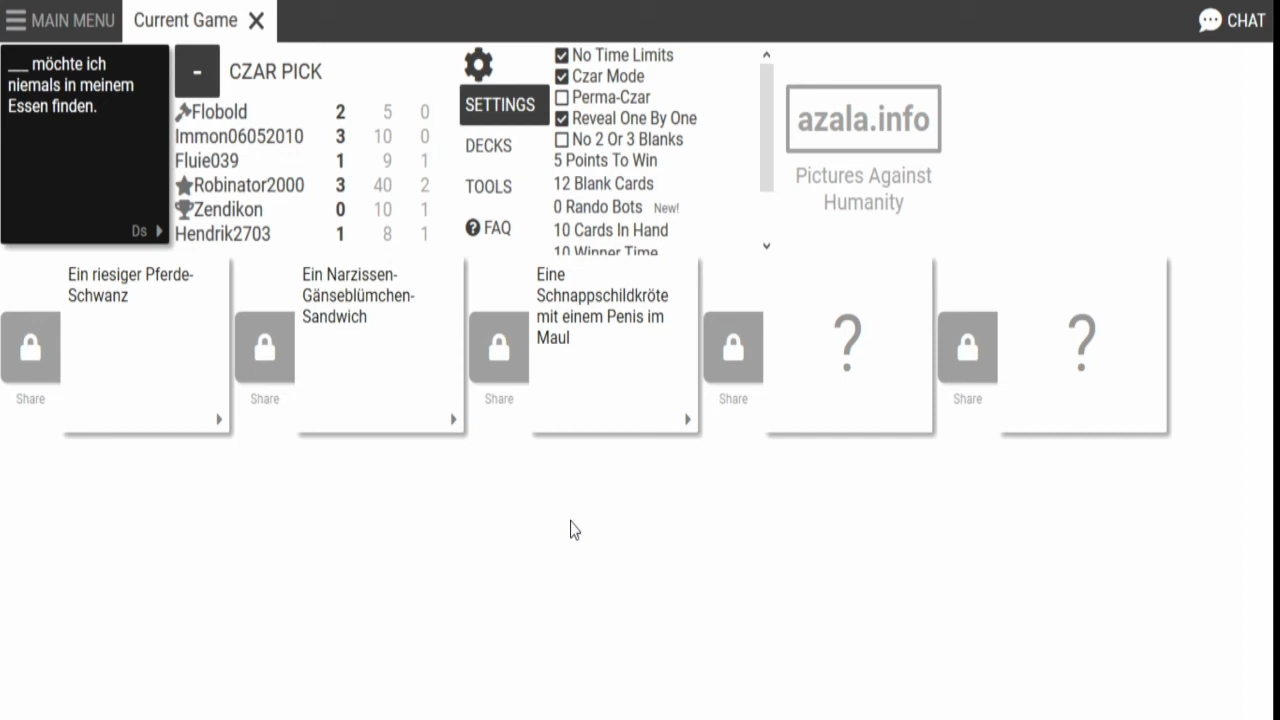 MAIN MENU
Current Game
CHAT
___ möchte ich
niemals in meinem
Essen finden.
Ds
-
CZAR PICK
Flobold 2 5 0
Immon06052010 3 10 0
Fluie039 1 9 1
Robinator2000 3 40 2
Zendikon 0 10 1
Hendrik2703 1 8 1
SETTINGS
DECKS
TOOLS
FAQ
No Time Limits
Czar Mode
Perma-Czar
Reveal One By One
No 2 Or 3 Blanks
5 Points To Win
12 Blank Cards
0 Rando Bots New!
10 Cards In Hand
10 Winner Time
azala.info
Pictures Against
Humanity
Share
Ein riesiger Pferde-
Schwanz
Share
Ein Narzissen-
Gänseblümchen-
Sandwich
Share
Eine
Schnappschildkröte
mit einem Penis im
Maul
Share
?
Share
?